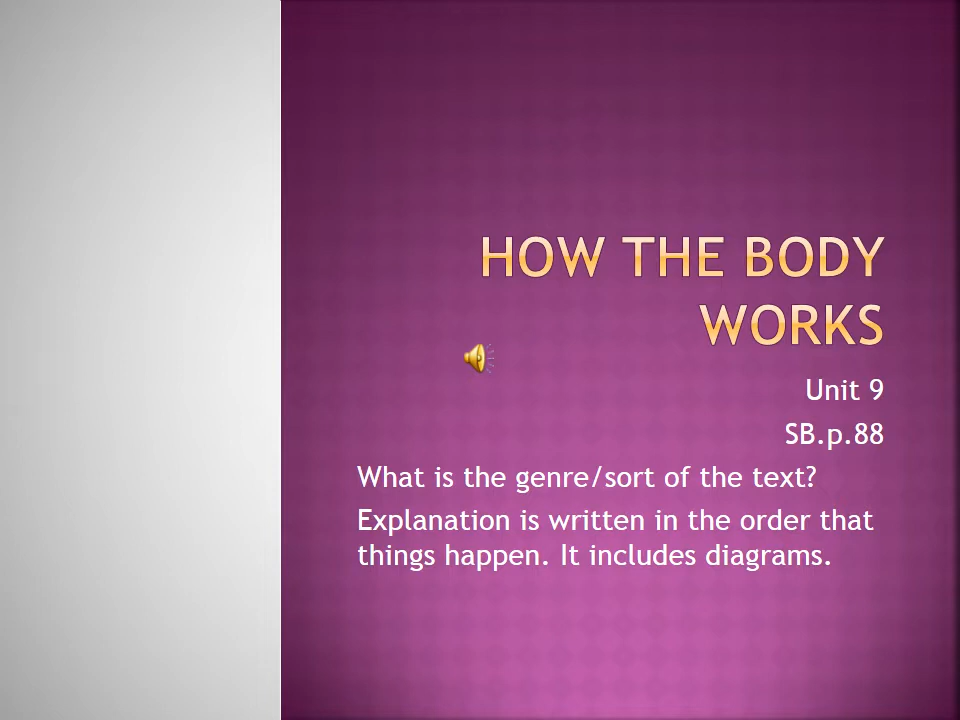 HOW THE BODY
WORKS
Unit 9
SB.p.88
What is the genre/sort of the text?
Explanation is written in the order that
things happen. It includes diagrams.